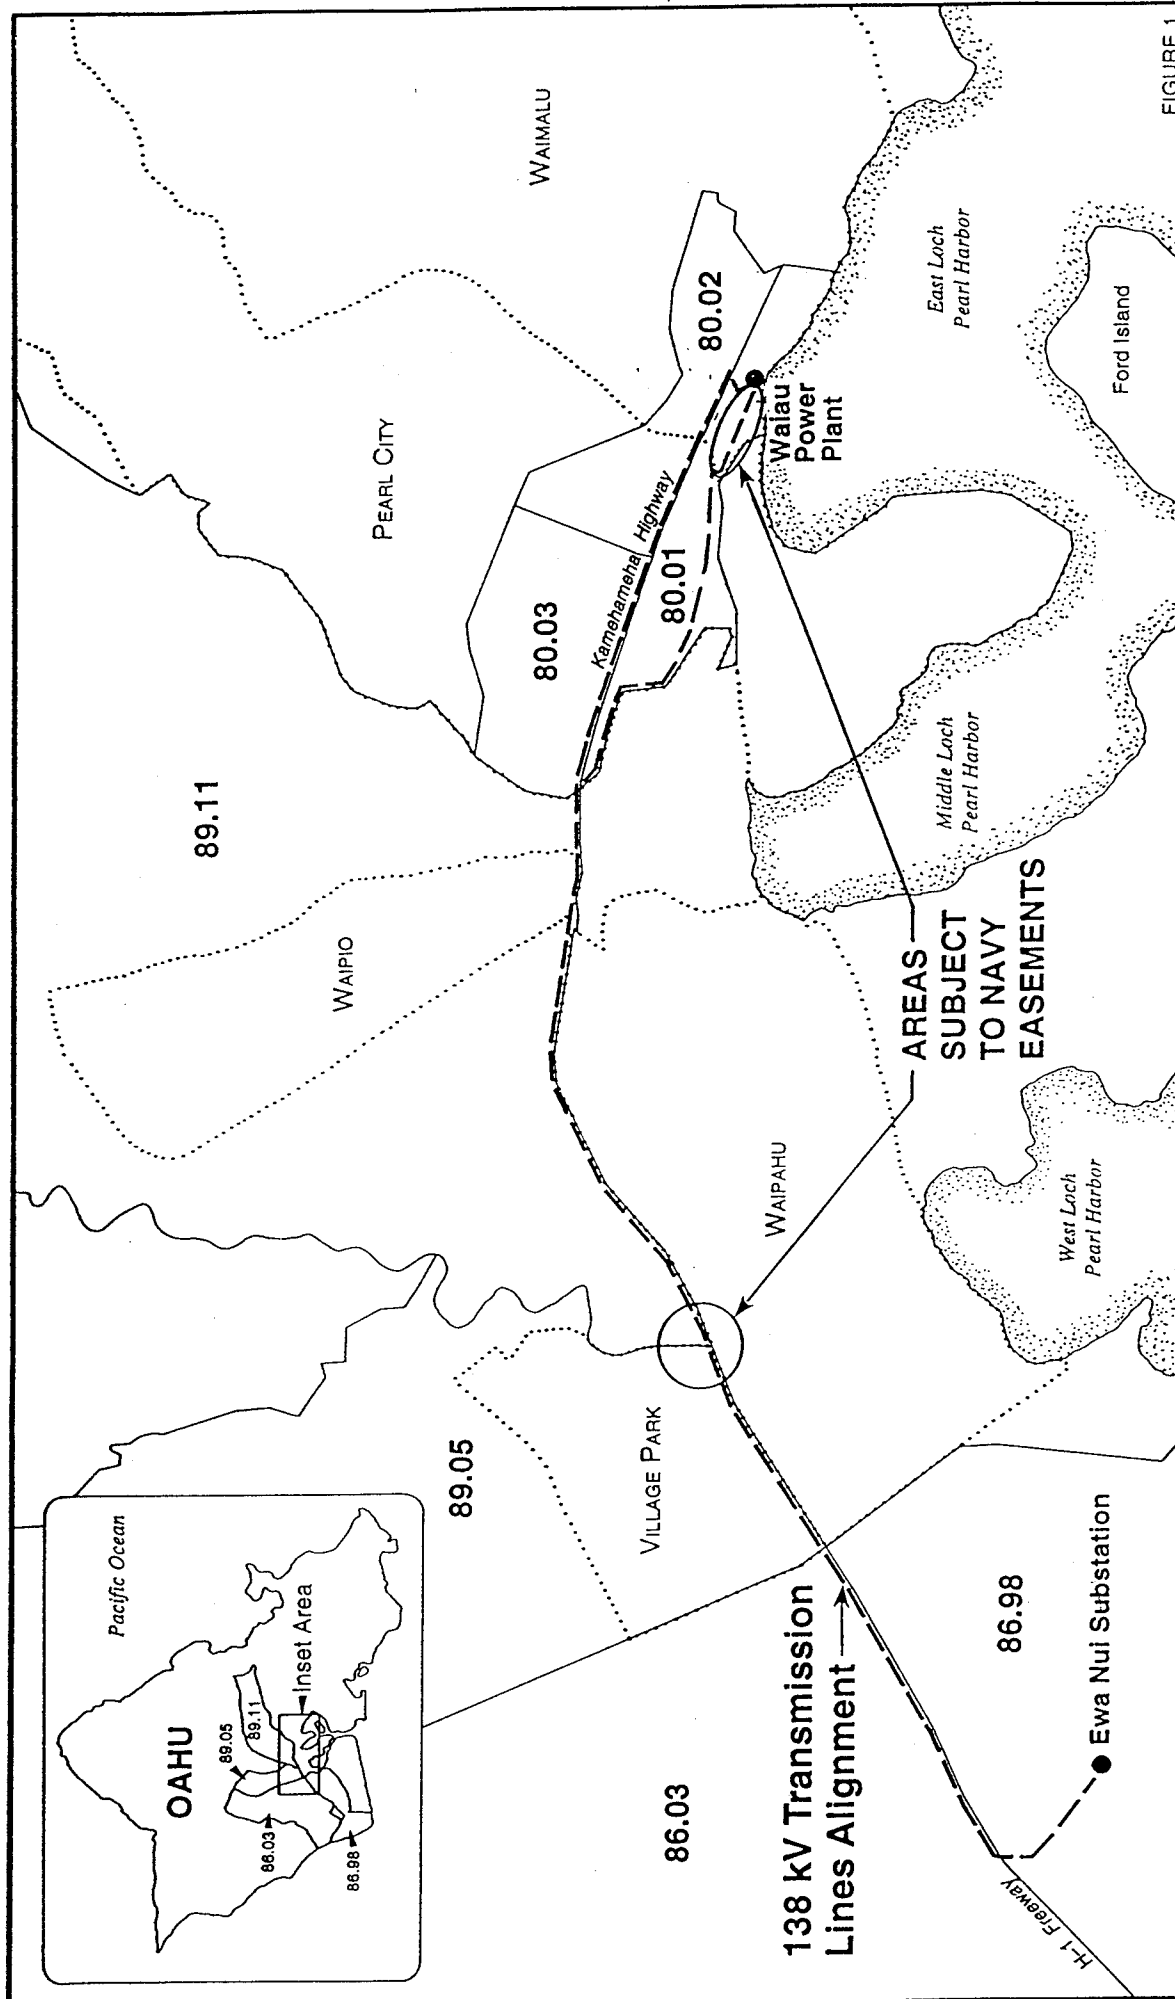 Pacific Ocean
OAHU
89.05
89.11
86.03
86.98
Inset Area
89.05
89.11
WAIPIO
PEARL CITY
WAIMALU
VILLAGE PARK
86.03
80.03
Kamehameha Highway
80.02
80.01
Waiau
Power
Plant
WAIPAHU
138 kV Transmission
Lines Alignment
AREAS
SUBJECT
TO NAVY
EASEMENTS
East Loch
Pearl Harbor
Middle Loch
Pearl Harbor
West Loch
Pearl Harbor
Ford Island
86.98
Ewa Nui Substation
H-1 Freeway
FIGURE 1